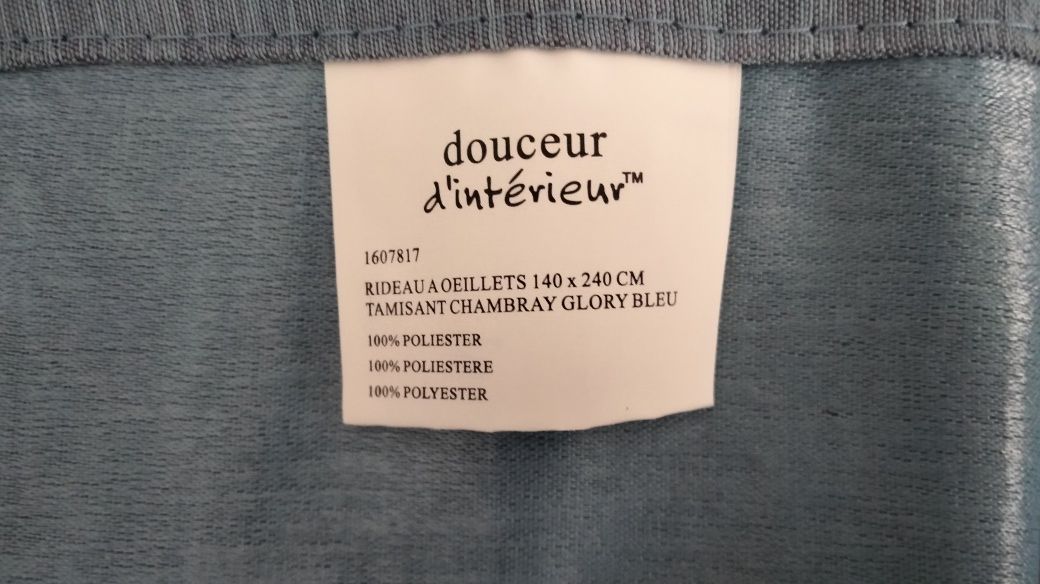 douceur
d'intérieur™
1607817
RIDEAU A OEILLETS 140 x 240 CM
TAMISANT CHAMBRAY GLORY BLEU
100% POLIESTER
100% POLIESTERE
100% POLYESTER